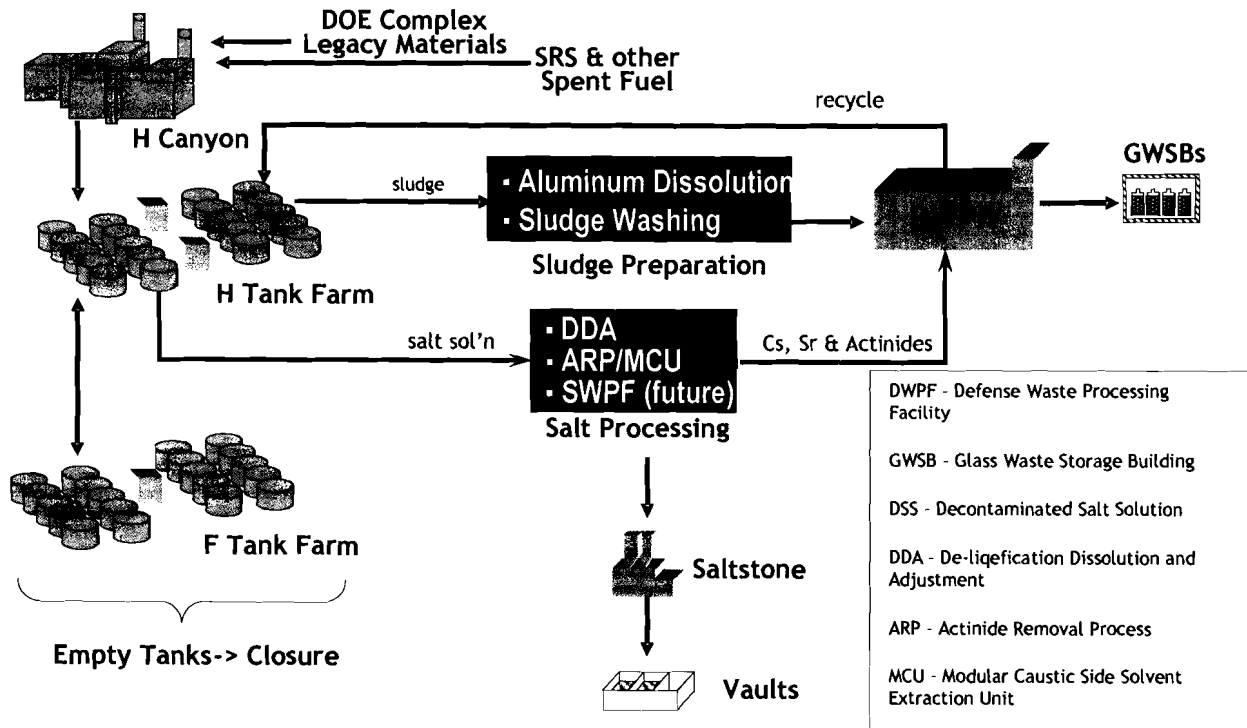 DOE Complex
Legacy Materials
SRS & other
Spent Fuel
recycle
H Canyon
GWSBs
sludge
▪ Aluminum Dissolution
▪ Sludge Washing
Sludge Preparation
H Tank Farm
salt sol'n
▪ DDA
▪ ARP/MCU
▪ SWPF (future)
Cs, Sr & Actinides
Salt Processing
F Tank Farm
Saltstone
Empty Tanks-> Closure
Vaults
DWPF - Defense Waste Processing
Facility
GWSB - Glass Waste Storage Building
DSS - Decontaminated Salt Solution
DDA - De-liqefication Dissolution and
Adjustment
ARP - Actinide Removal Process
MCU - Modular Caustic Side Solvent
Extraction Unit